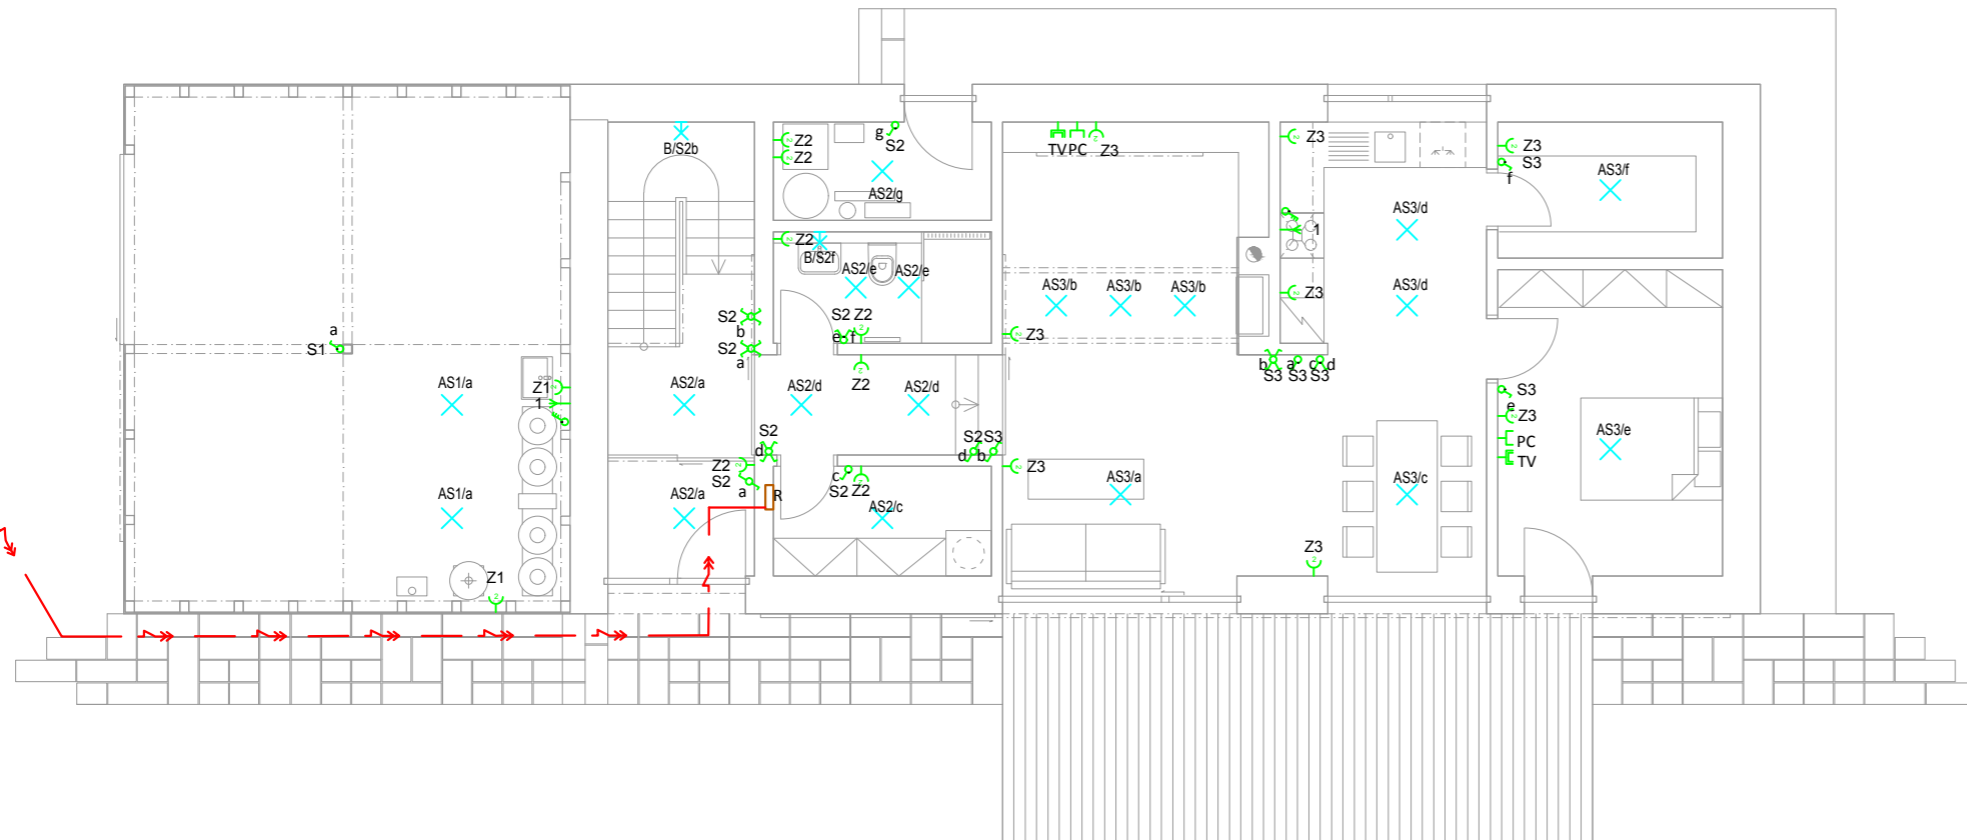 B/S2b
Z2
Z2
g
S2
AS2/g
TV PC Z3
Z3
Z3
S3
f
AS3/f
AS3/d
1
Z2
B/S2f
AS2/e
AS2/e
AS3/b
AS3/b
AS3/b
AS3/d
Z3
a
S1
S2
b
S2
a
S2 Z2
e
f
Z2
Z3
b a c d
S3 S3 S3
AS1/a
Z1
1
AS2/a
AS2/d
AS2/d
S3
e
Z3
PC
TV
AS3/e
S2
d
S2 S3
d b
Z2
S2
a
R
c
S2 Z2
AS2/c
Z3
AS3/a
AS3/c
AS1/a
AS2/a
Z3
Z1